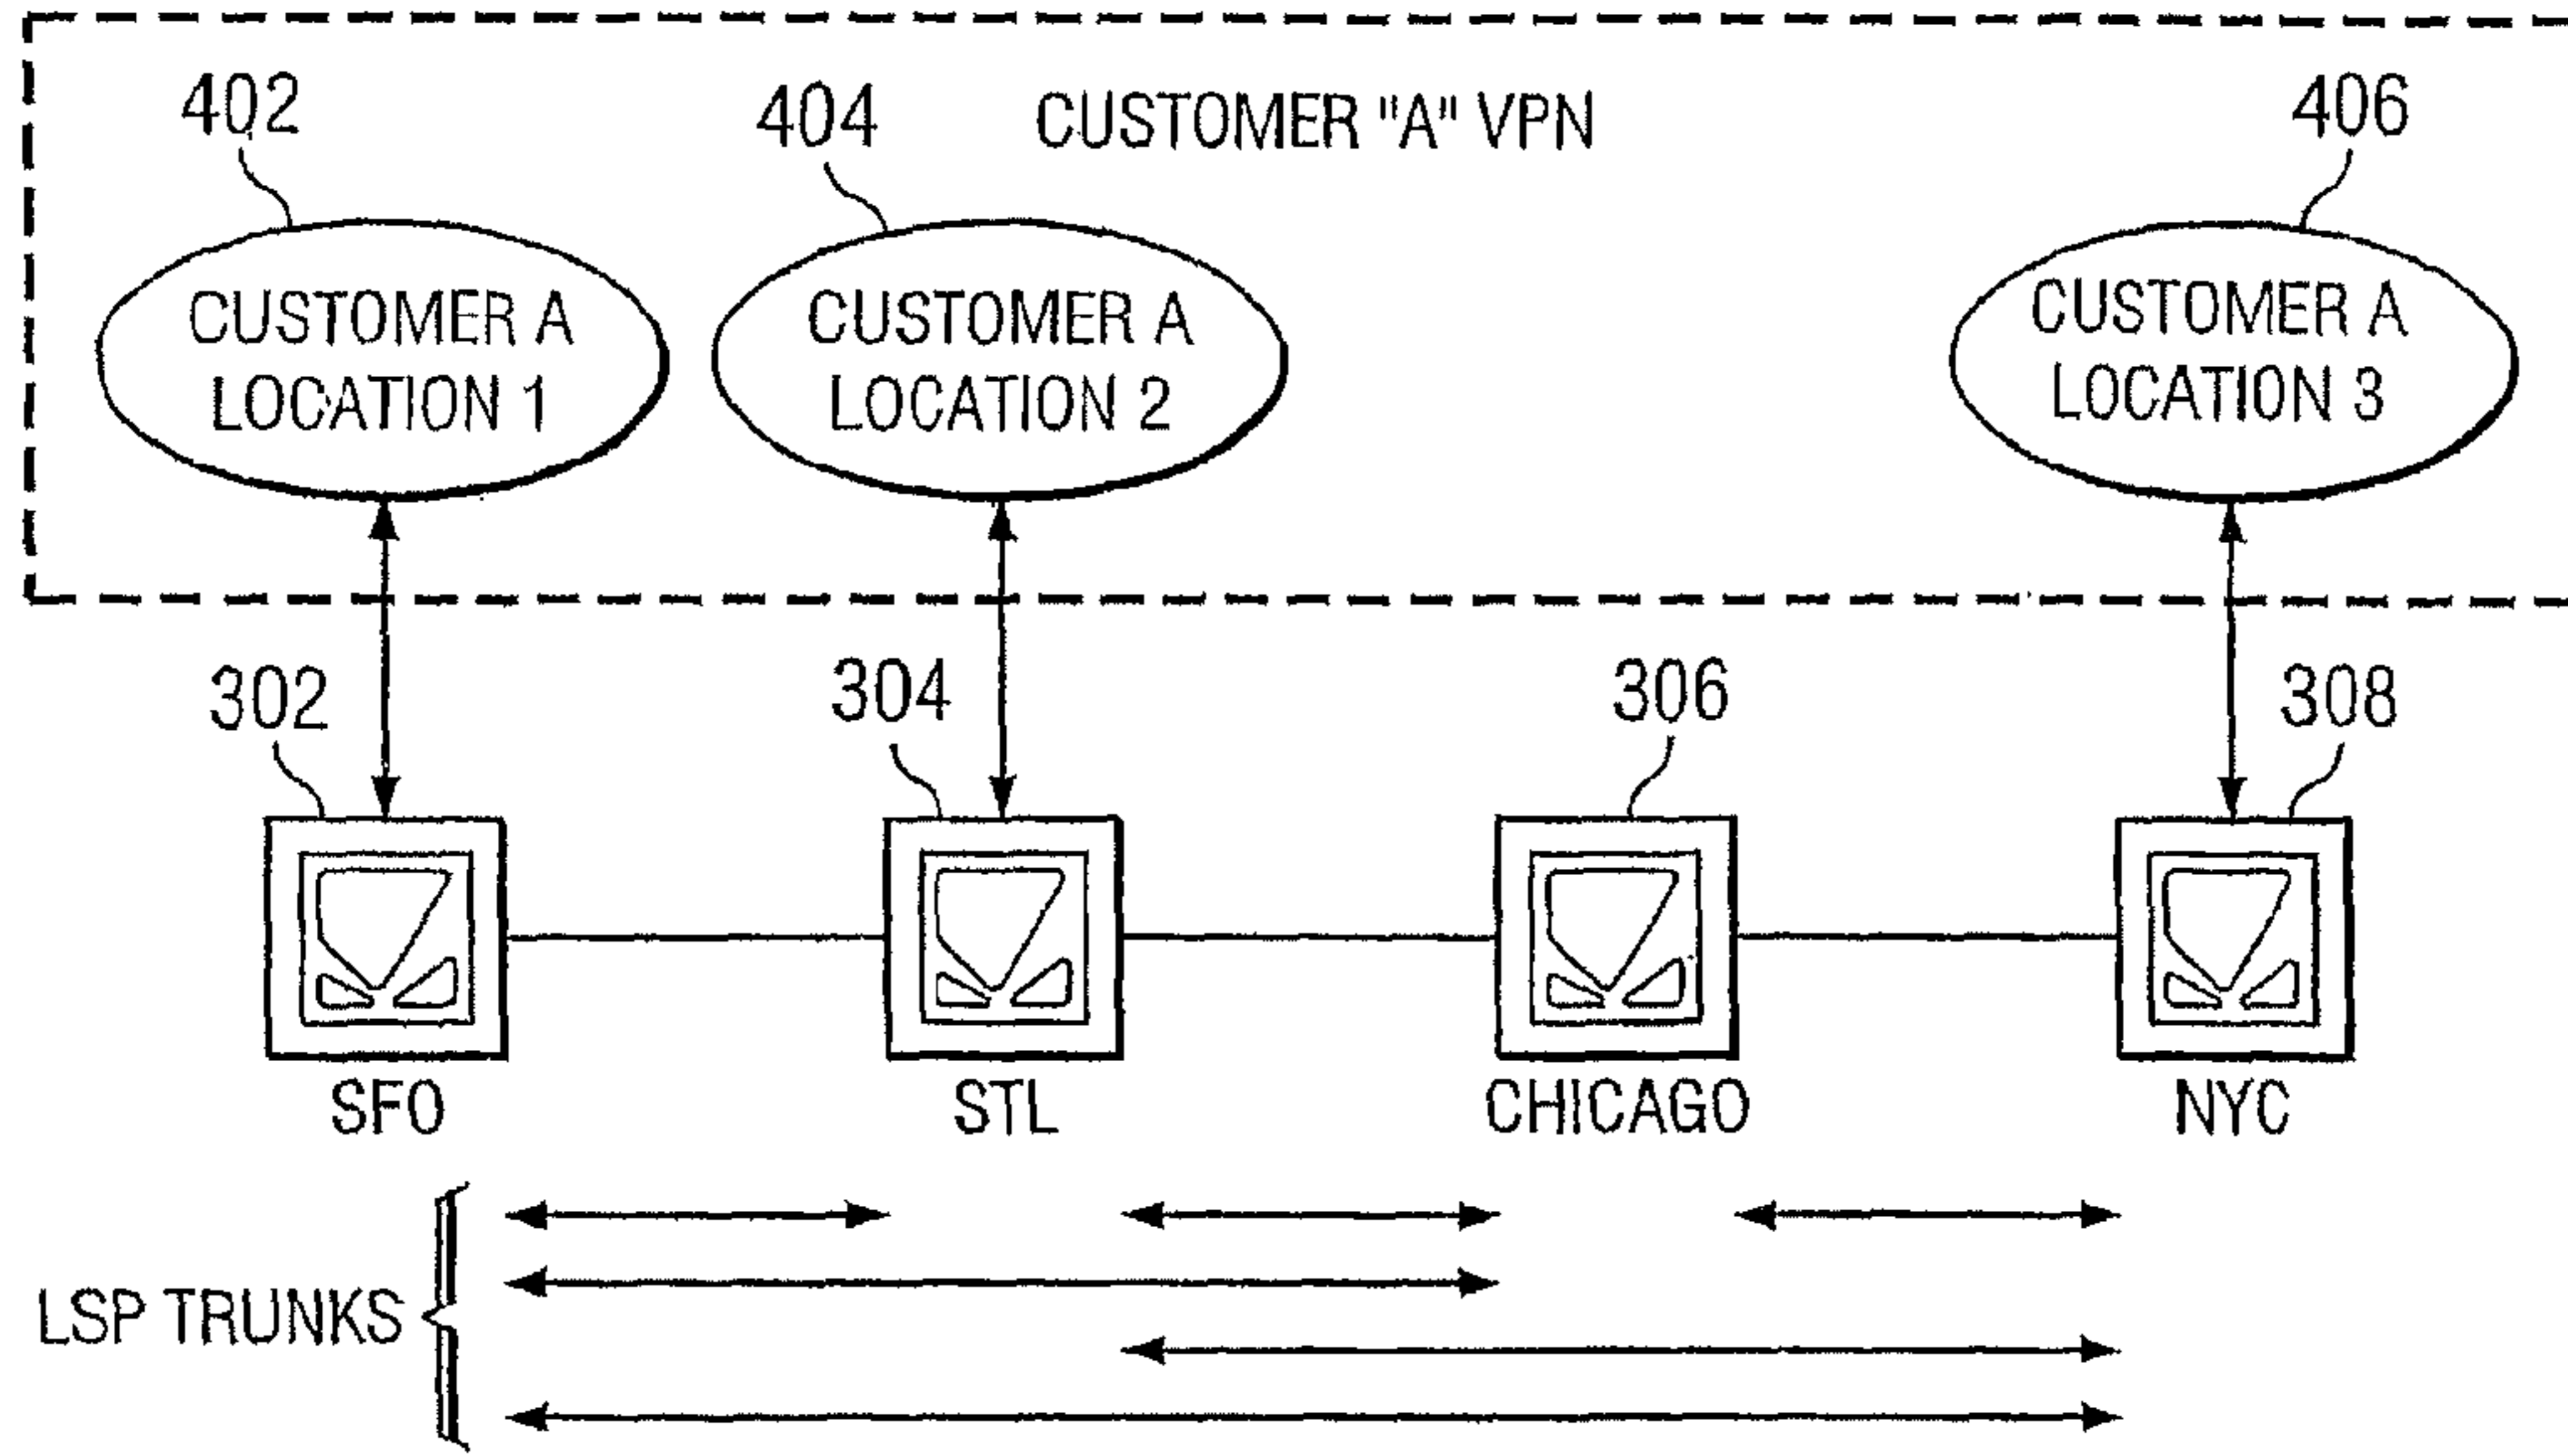 402
404
CUSTOMER "A" VPN
406
CUSTOMER A
LOCATION 1
CUSTOMER A
LOCATION 2
CUSTOMER A
LOCATION 3
302
304
306
308
SFO
STL
CHICAGO
NYC
LSP TRUNKS